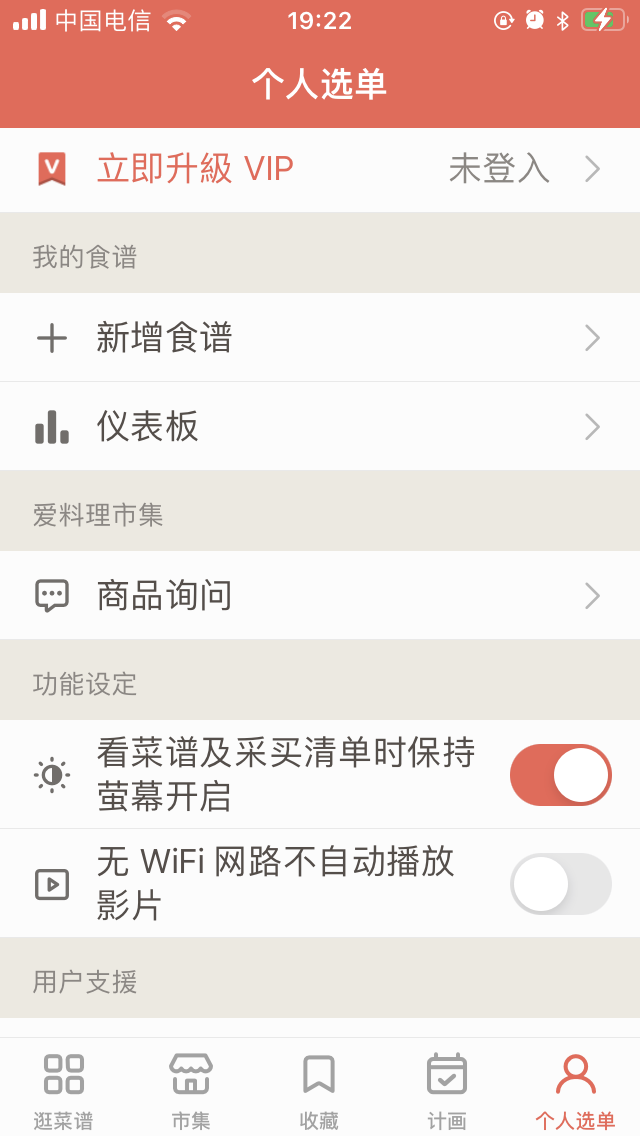 中国电信
19:22
个人选单
立即升級 VIP
未登入
我的食谱
新增食谱
仪表板
爱料理市集
商品询问
功能设定
看菜谱及采买清单时保持
萤幕开启
无 WiFi 网路不自动播放
影片
用户支援
逛菜谱
市集
收藏
计画
个人选单